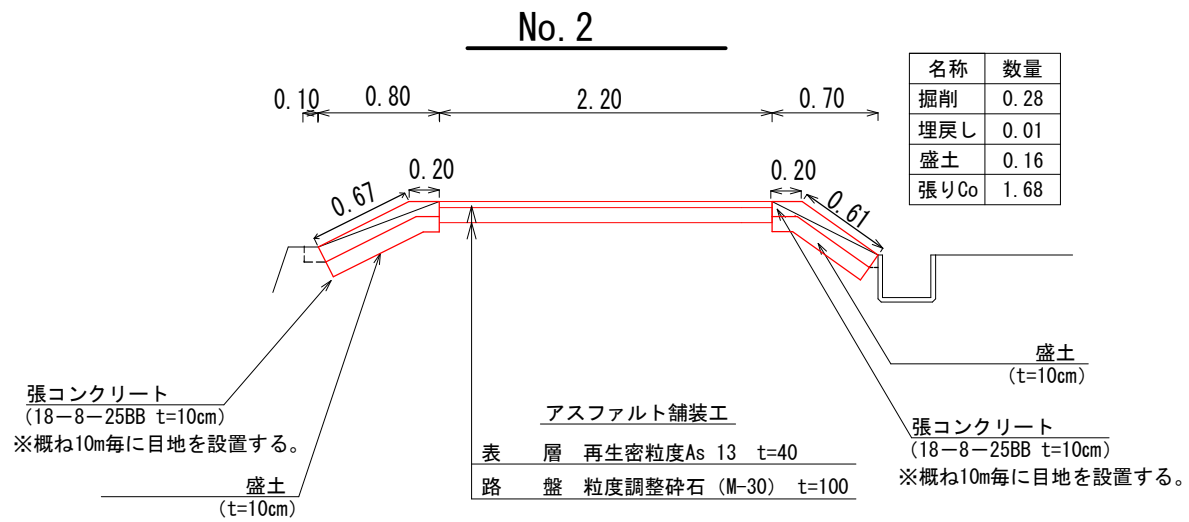 No. 2
名称 数量
掘削 0.28
埋戻し 0.01
盛土 0.16
張りCo 1.68
0.10 0.80 2.20 0.70
0.20 0.20
0.67 0.61
盛土
(t=10cm)
張コンクリート
(18－8－25BB t=10cm)
※概ね10m毎に目地を設置する。
アスファルト舗装工
表 層 再生密粒度As 13 t=40
路 盤 粒度調整砕石 (M-30) t=100
張コンクリート
(18－8－25BB t=10cm)
※概ね10m毎に目地を設置する。
盛土
(t=10cm)